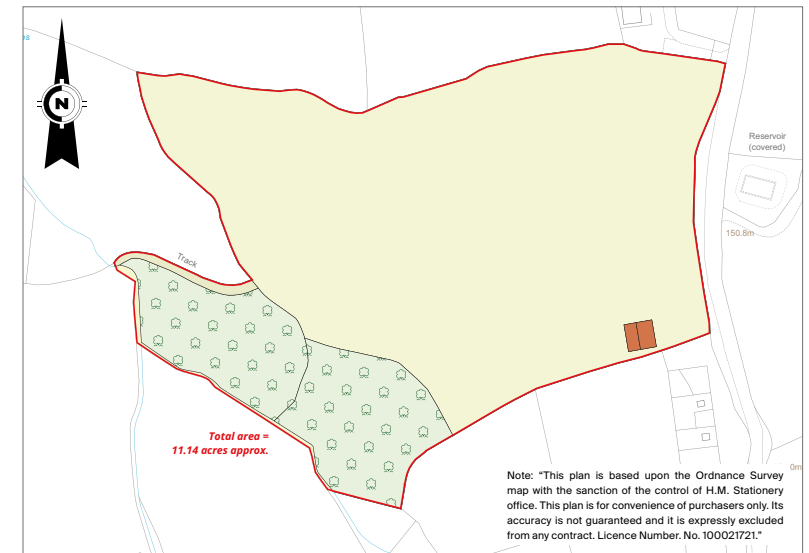 N
Reservoir
(covered)
150.8m
Track
Total area =
11.14 acres approx.
0m
Note: “This plan is based upon the Ordnance Survey
map with the sanction of the control of H.M. Stationery
office. This plan is for convenience of purchasers only. Its
accuracy is not guaranteed and it is expressly excluded
from any contract. Licence Number. No. 100021721.”